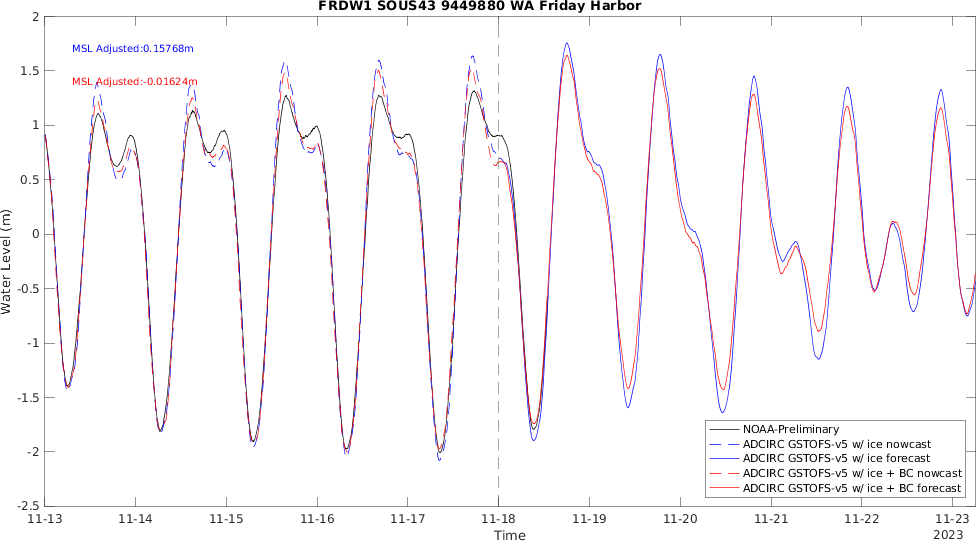 FRDW1 SOUS43 9449880 WA Friday Harbor
MSL Adjusted:0.15768m
MSL Adjusted:-0.01624m
2
1.5
1
0.5
0
-0.5
-1
-1.5
-2
-2.5
Water Level (m)
NOAA-Preliminary
ADCIRC GSTOFS-v5 w/ ice nowcast
ADCIRC GSTOFS-v5 w/ ice forecast
ADCIRC GSTOFS-v5 w/ ice + BC nowcast
ADCIRC GSTOFS-v5 w/ ice + BC forecast
11-13 11-14 11-15 11-16 11-17 11-18 11-19 11-20 11-21 11-22 11-23
Time
2023